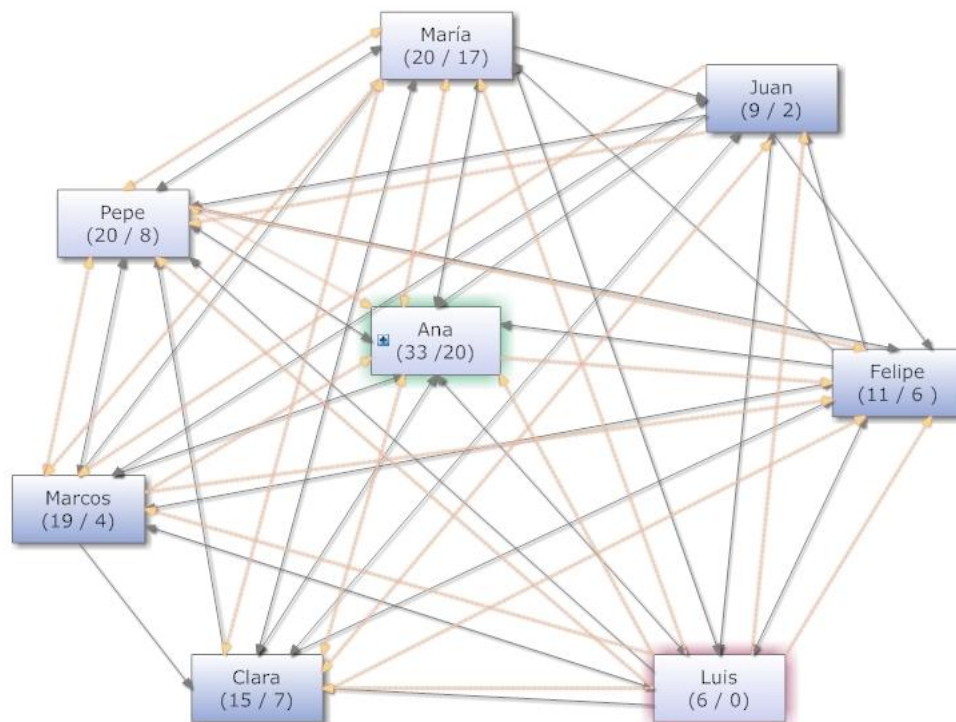 María
(20 / 17)
Juan
(9 / 2)
Pepe
(20 / 8)
Ana
(33 /20)
Felipe
(11 / 6 )
Marcos
(19 / 4)
Clara
(15 / 7)
Luis
(6 / 0)